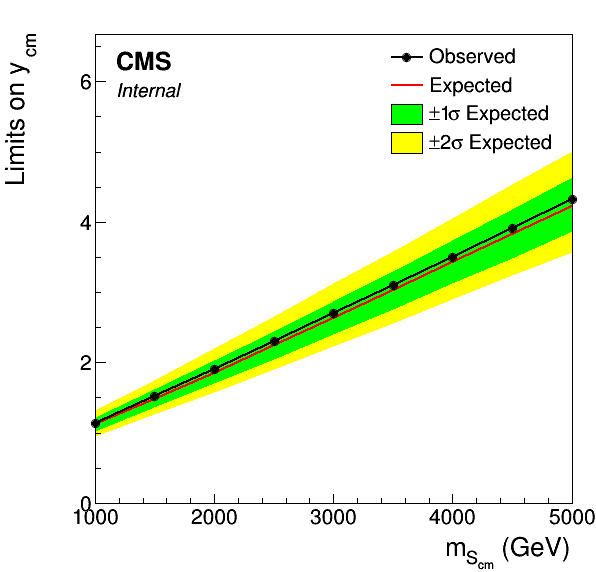 CMS
Internal
Observed
Expected
±1σ Expected
±2σ Expected
Limits on y_cm
6
4
2
0
1000 2000 3000 4000 5000
m_S_cm (GeV)